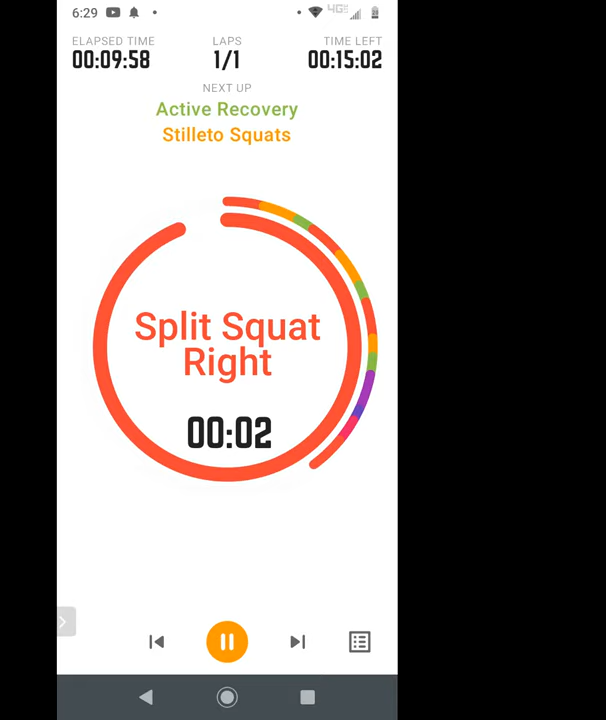 6:29
4G
ELAPSED TIME LAPS TIME LEFT
00:09:58 1/1 00:15:02
NEXT UP
Active Recovery
Stilleto Squats
Split Squat
Right
00:02